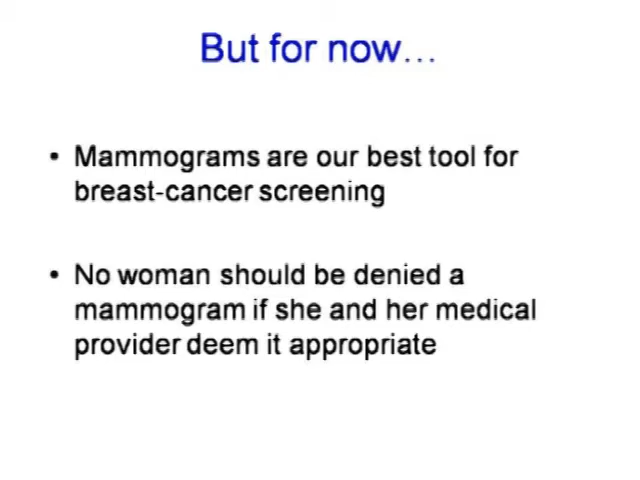 But for now…
• Mammograms are our best tool for
breast-cancer screening
• No woman should be denied a
mammogram if she and her medical
provider deem it appropriate